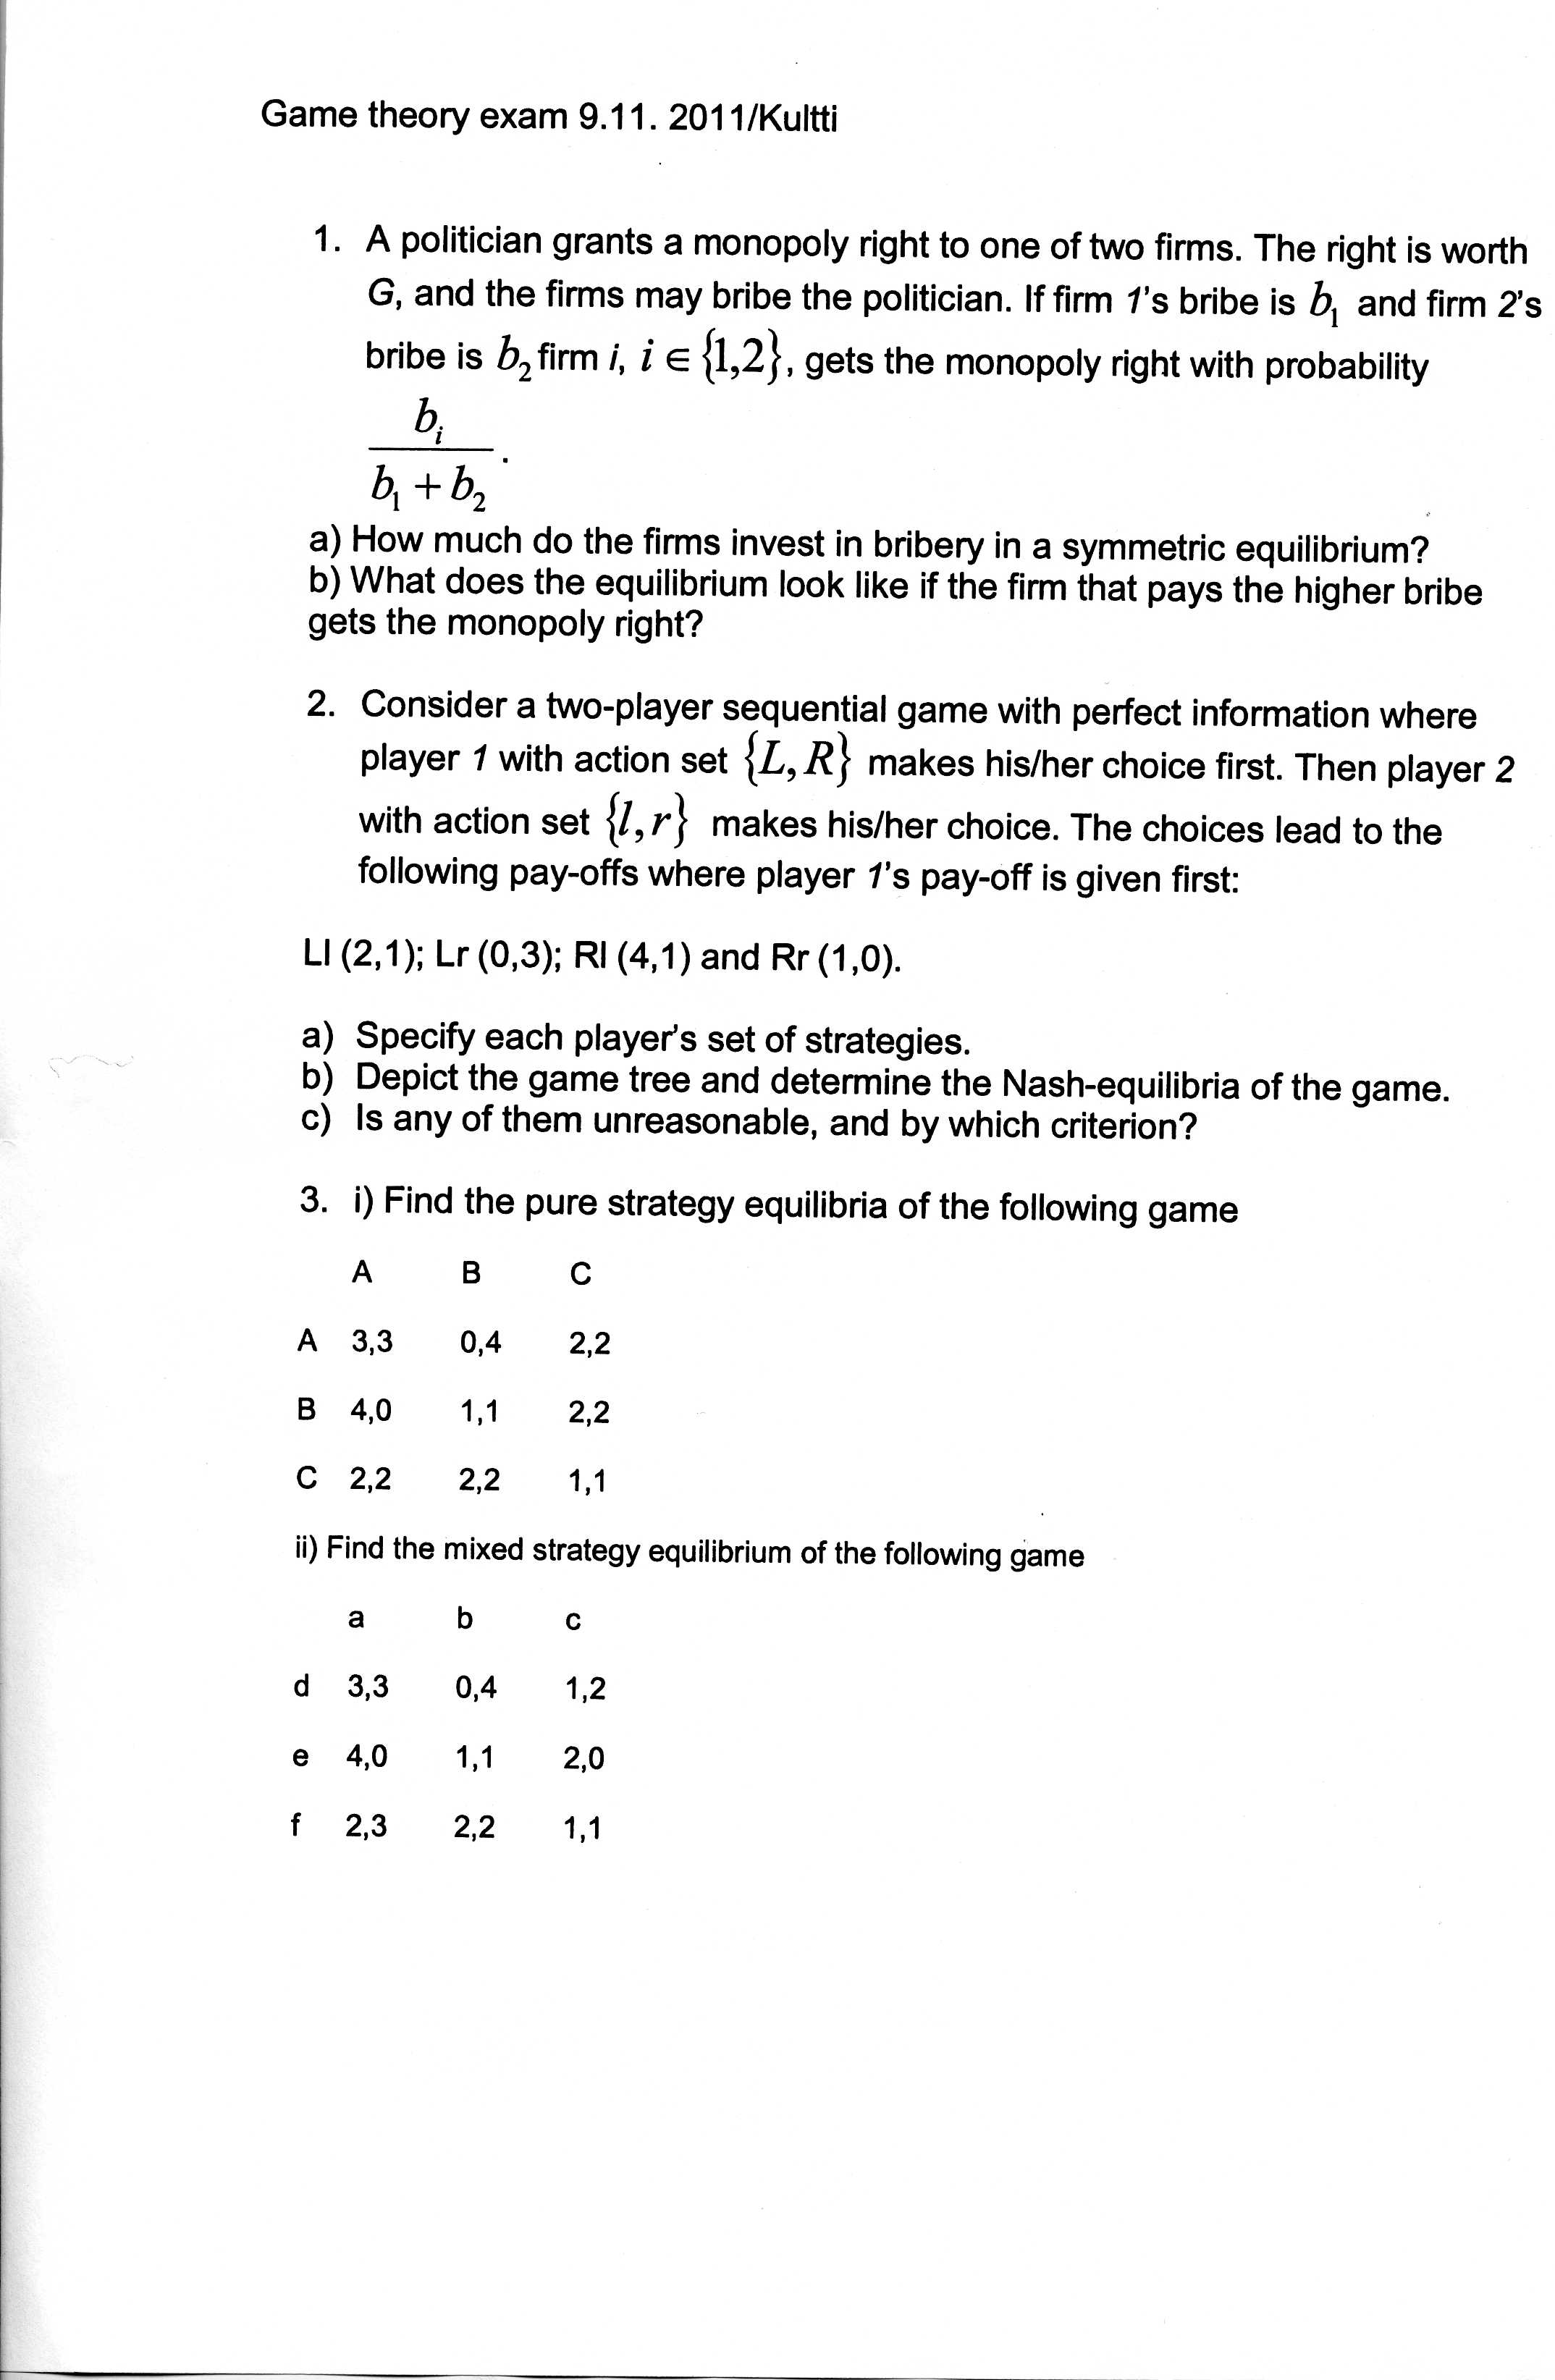 Game theory exam 9.11. 2011/Kultti
1. A politician grants a monopoly right to one of two firms. The right is worth
G, and the firms may bribe the politician. If firm 1's bribe is b₁ and firm 2's
bribe is b₂ firm i, i ∈ {1,2}, gets the monopoly right with probability
bᵢ
b₁ + b₂ .
a) How much do the firms invest in bribery in a symmetric equilibrium?
b) What does the equilibrium look like if the firm that pays the higher bribe
gets the monopoly right?
2. Consider a two-player sequential game with perfect information where
player 1 with action set {L, R} makes his/her choice first. Then player 2
with action set {l, r} makes his/her choice. The choices lead to the
following pay-offs where player 1's pay-off is given first:
Ll (2,1); Lr (0,3); Rl (4,1) and Rr (1,0).
a) Specify each player's set of strategies.
b) Depict the game tree and determine the Nash-equilibria of the game.
c) Is any of them unreasonable, and by which criterion?
3. i) Find the pure strategy equilibria of the following game
A B C
A 3,3 0,4 2,2
B 4,0 1,1 2,2
C 2,2 2,2 1,1
ii) Find the mixed strategy equilibrium of the following game
a b c
d 3,3 0,4 1,2
e 4,0 1,1 2,0
f 2,3 2,2 1,1